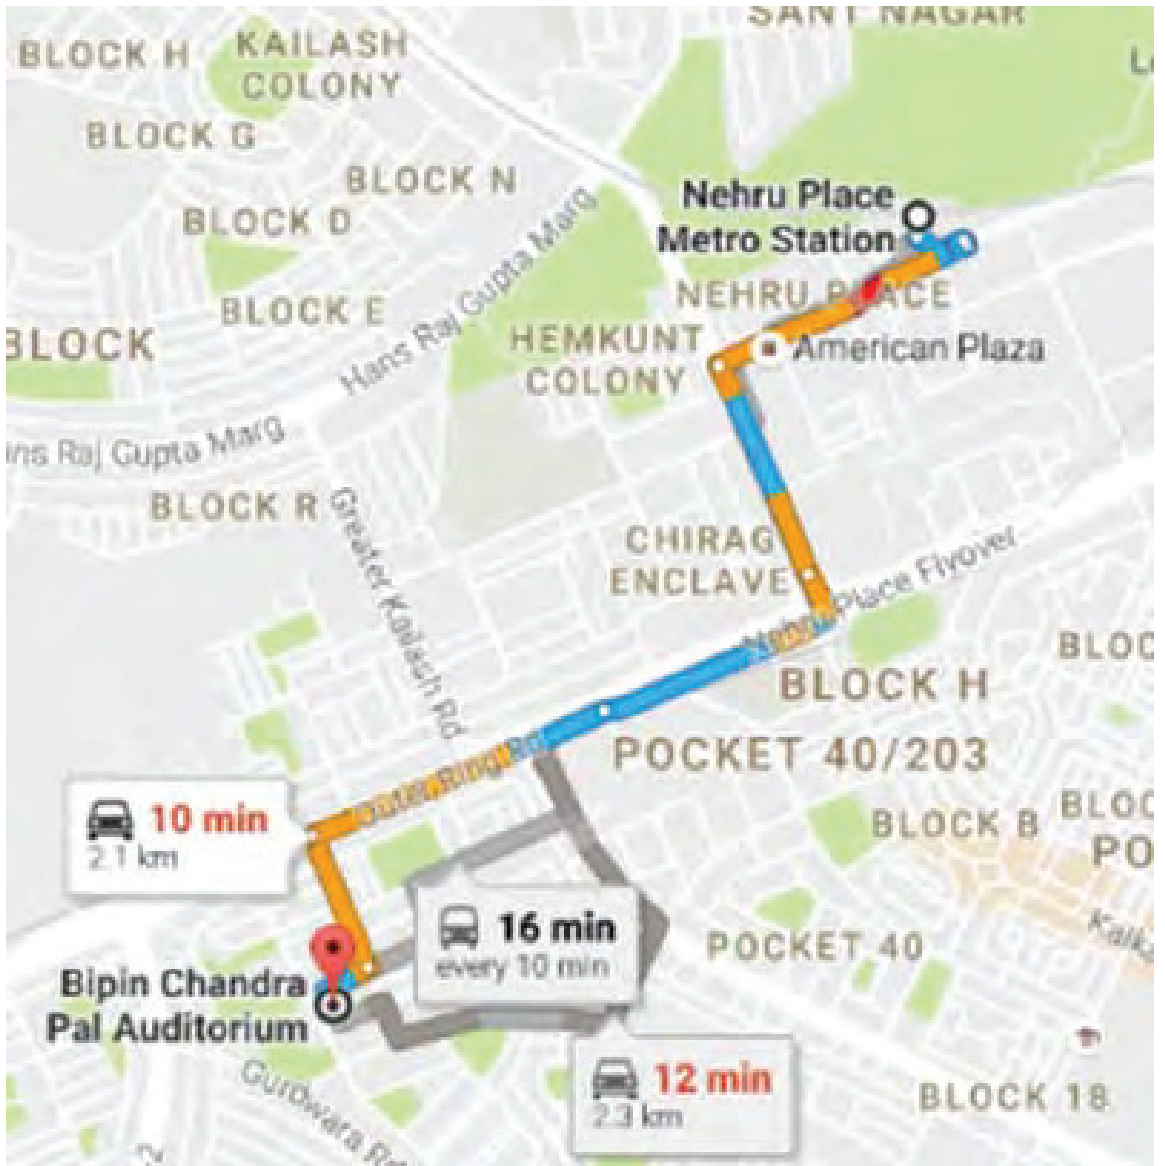 SANT NAGAR
BLOCK H
KAILASH
COLONY
BLOCK G
BLOCK N
BLOCK D
Nehru Place
Metro Station
Hans Raj Gupta Marg
BLOCK E
NEHRU PLACE
BLOCK
HEMKUNT
COLONY
American Plaza
Raj Gupta Marg
BLOCK R
Greater Kailash Rd
CHIRAG
ENCLAVE
Place Flyover
BLOCK H
POCKET 40/203
Ring
10 min
2.1 km
BLOCK B
16 min
every 10 min
POCKET 40
Bipin Chandra
Pal Auditorium
12 min
2.3 km
Gurdwara
BLOCK 18